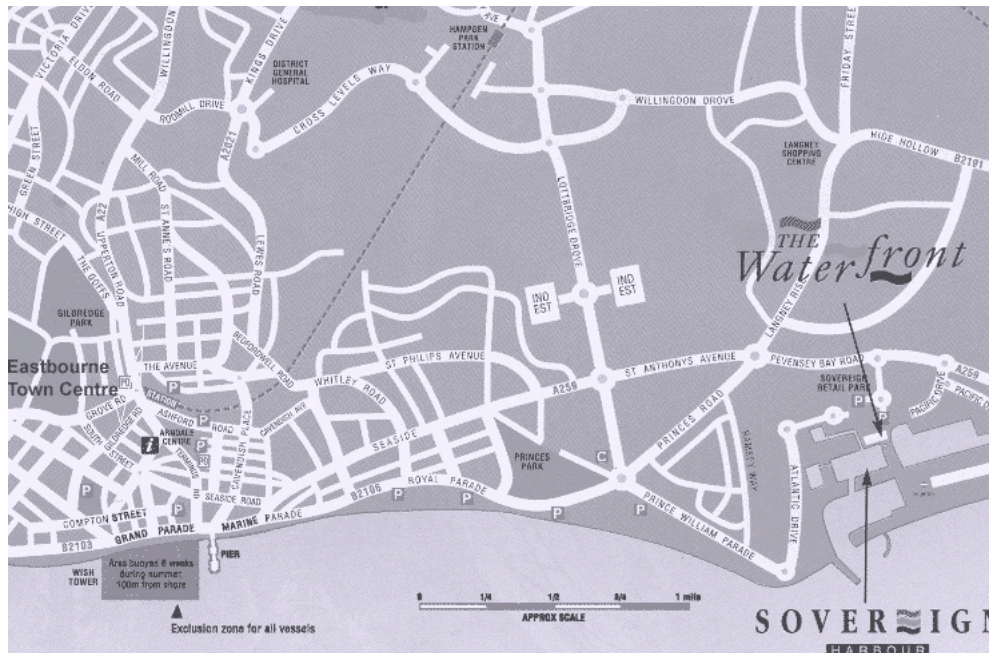 VICTORIA DRIVE
WILLINGDON
KINGS DRIVE
ELDON ROAD
RODMILL DRIVE
DISTRICT
GENERAL
HOSPITAL
CROSS LEVELS WAY
HAMPDEN
PARK
STATION
AVE
WILLINGDON DROVE
FRIDAY STREET
LANGNEY
SHOPPING
CENTRE
HIDE HOLLOW
B2191
A2021
GREEN STREET
MILL ROAD
HIGH STREET
A22
UPPERTON ROAD
THE GOFFS
ST ANNE'S ROAD
LEWES ROAD
LOTTBRIDGE DROVE
IND
EST
IND
EST
LANGNEY RISE
THE
Waterfront
GILDREDGE
PARK
BEDFORDWELL ROAD
THE AVENUE
P
Eastbourne
Town Centre
STATION
GROVE RD
SOUTH STREET
GILDREDGE RD
ASHFORD ROAD
ARNDALE
CENTRE
TERMINUS RD
CAVENDISH PLACE
CAVENDISH AVE
SEASIDE ROAD
WHITLEY ROAD
ST PHILIPS AVENUE
SEASIDE
A259
ST ANTHONYS AVENUE
PEVENSEY BAY ROAD
A259
PACIFIC DRIVE
PACIFIC D
SOVEREIGN
RETAIL PARK
P
P
PRINCES ROAD
RAMSEY WAY
ATLANTIC DRIVE
PRINCES
PARK
C
PRINCE WILLIAM PARADE
ROYAL PARADE
B2106
MARINE PARADE
GRAND PARADE
COMPTON STREET
B2103
i
P
P
P
P
P
P
P
P
WISH
TOWER
PIER
Area buoyed 6 weeks
during summer
100m from shore
Exclusion zone for all vessels
0 1/4 1/2 3/4 1 mile
APPROX SCALE
SOVEREIGN
HARBOUR